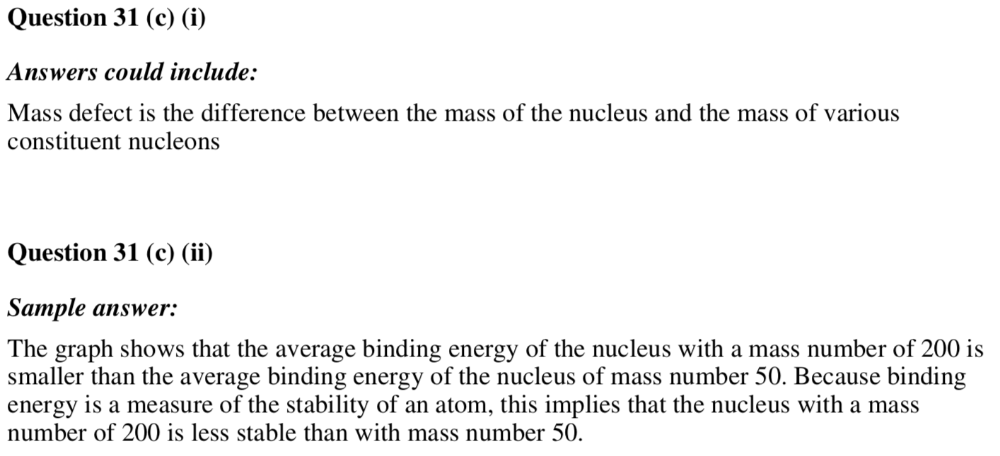 Question 31 (c) (i)
Answers could include:
Mass defect is the difference between the mass of the nucleus and the mass of various
constituent nucleons
Question 31 (c) (ii)
Sample answer:
The graph shows that the average binding energy of the nucleus with a mass number of 200 is
smaller than the average binding energy of the nucleus of mass number 50. Because binding
energy is a measure of the stability of an atom, this implies that the nucleus with a mass
number of 200 is less stable than with mass number 50.